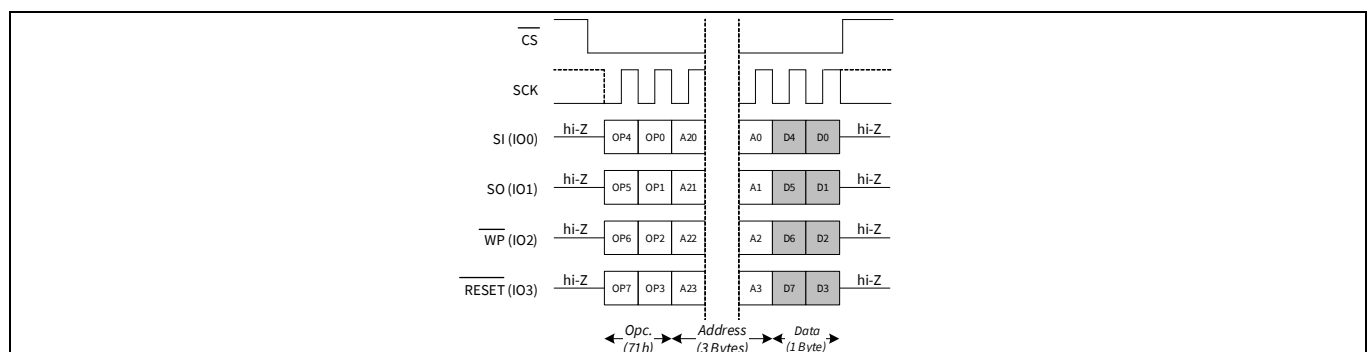 CS
SCK
SI (IO0) hi-Z OP4 OP0 A20 A0 D4 D0 hi-Z
SO (IO1) hi-Z OP5 OP1 A21 A1 D5 D1 hi-Z
WP (IO2) hi-Z OP6 OP2 A22 A2 D6 D2 hi-Z
RESET (IO3) hi-Z OP7 OP3 A23 A3 D7 D3 hi-Z
Opc. Address Data
(71h) (3 Bytes) (1 Byte)